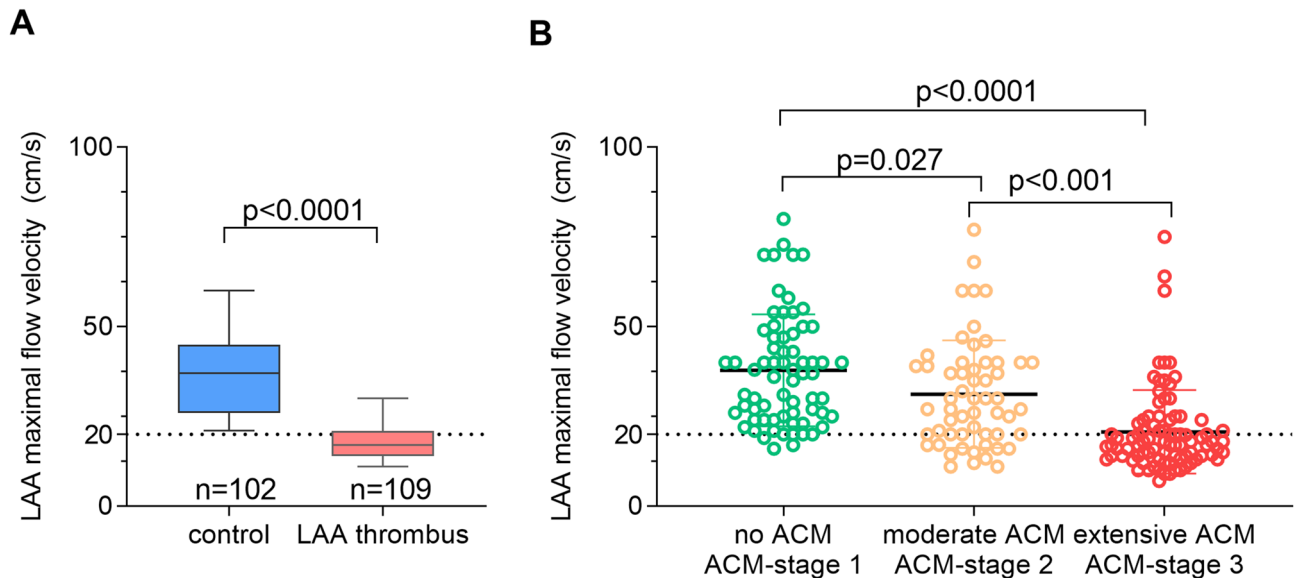 A
LAA maximal flow velocity (cm/s)
100
50
20
0
p<0.0001
n=102
n=109
control
LAA thrombus
B
LAA maximal flow velocity (cm/s)
100
50
20
0
p<0.0001
p=0.027
p<0.001
no ACM
ACM-stage 1
moderate ACM
ACM-stage 2
extensive ACM
ACM-stage 3